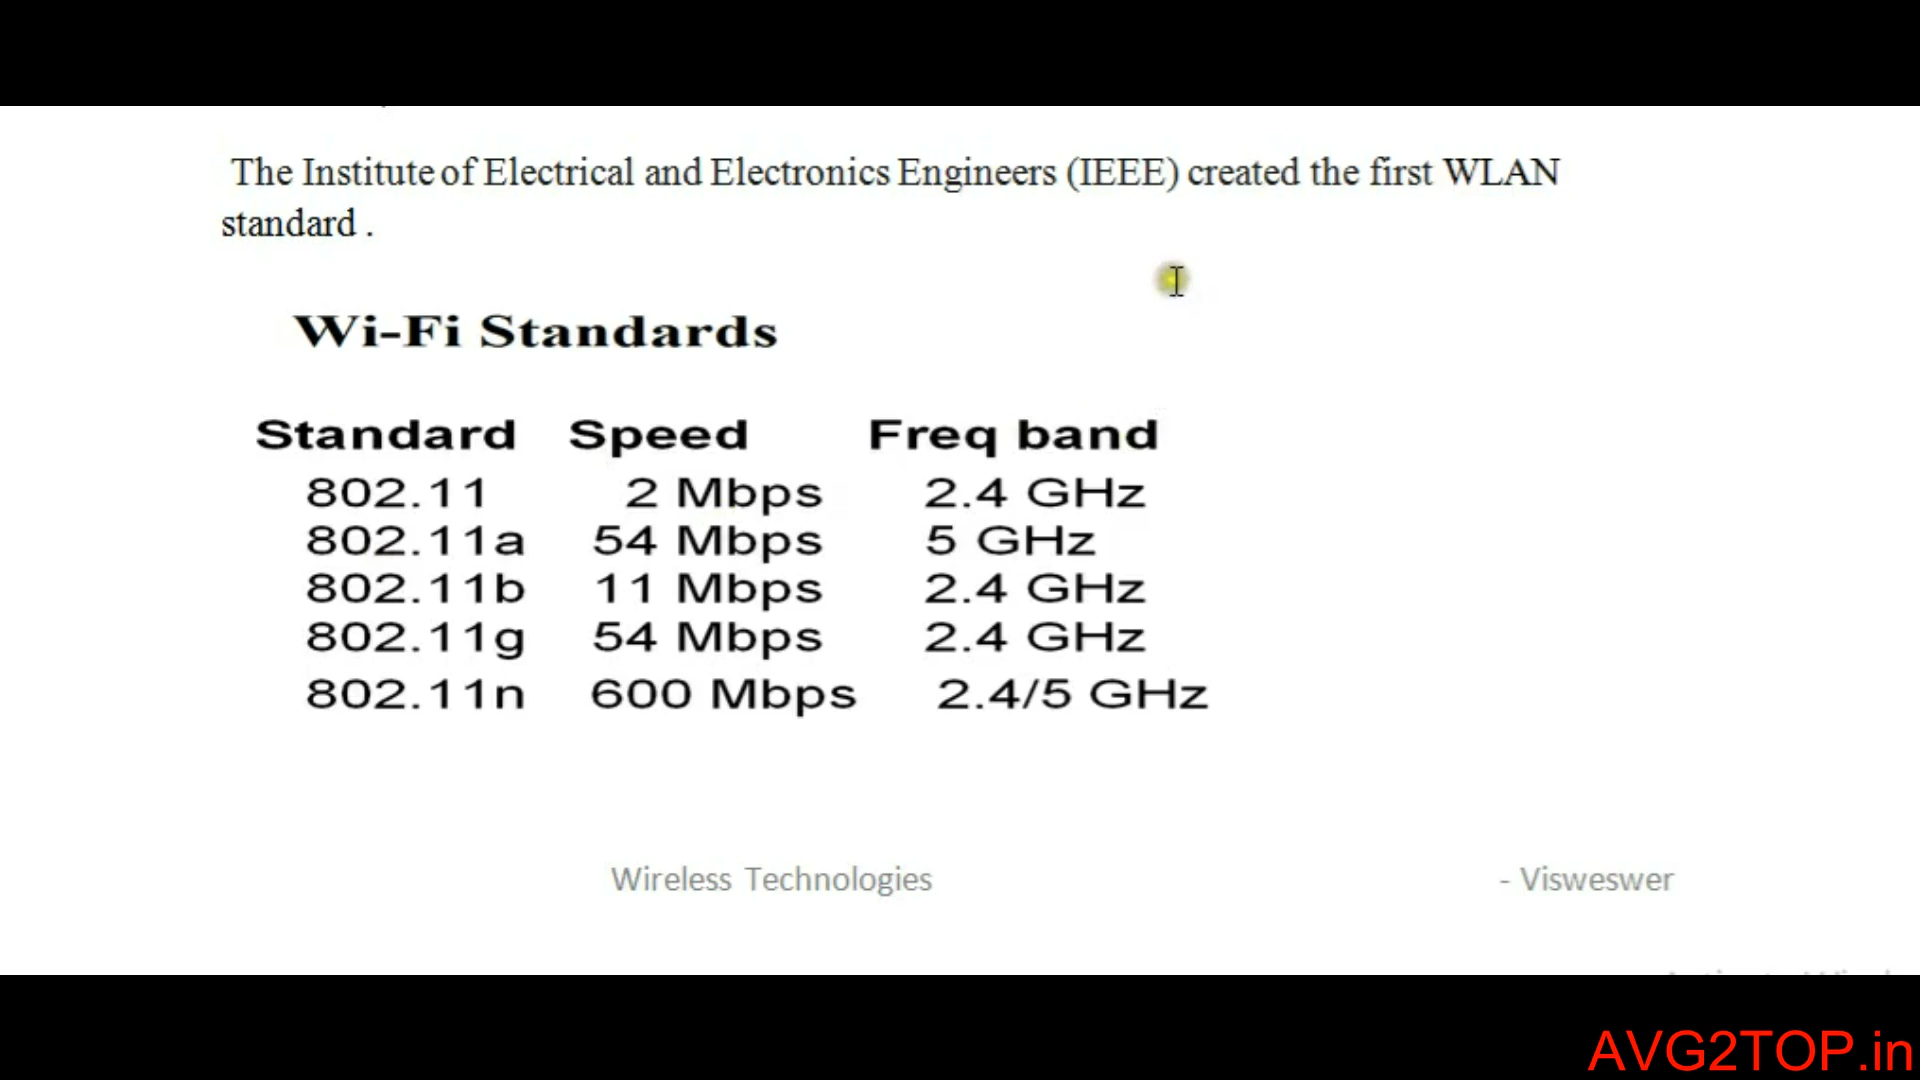 The Institute of Electrical and Electronics Engineers (IEEE) created the first WLAN
standard .
Wi-Fi Standards
Standard Speed Freq band
802.11 2 Mbps 2.4 GHz
802.11a 54 Mbps 5 GHz
802.11b 11 Mbps 2.4 GHz
802.11g 54 Mbps 2.4 GHz
802.11n 600 Mbps 2.4/5 GHz
Wireless Technologies - Visweswer
AVG2TOP.in